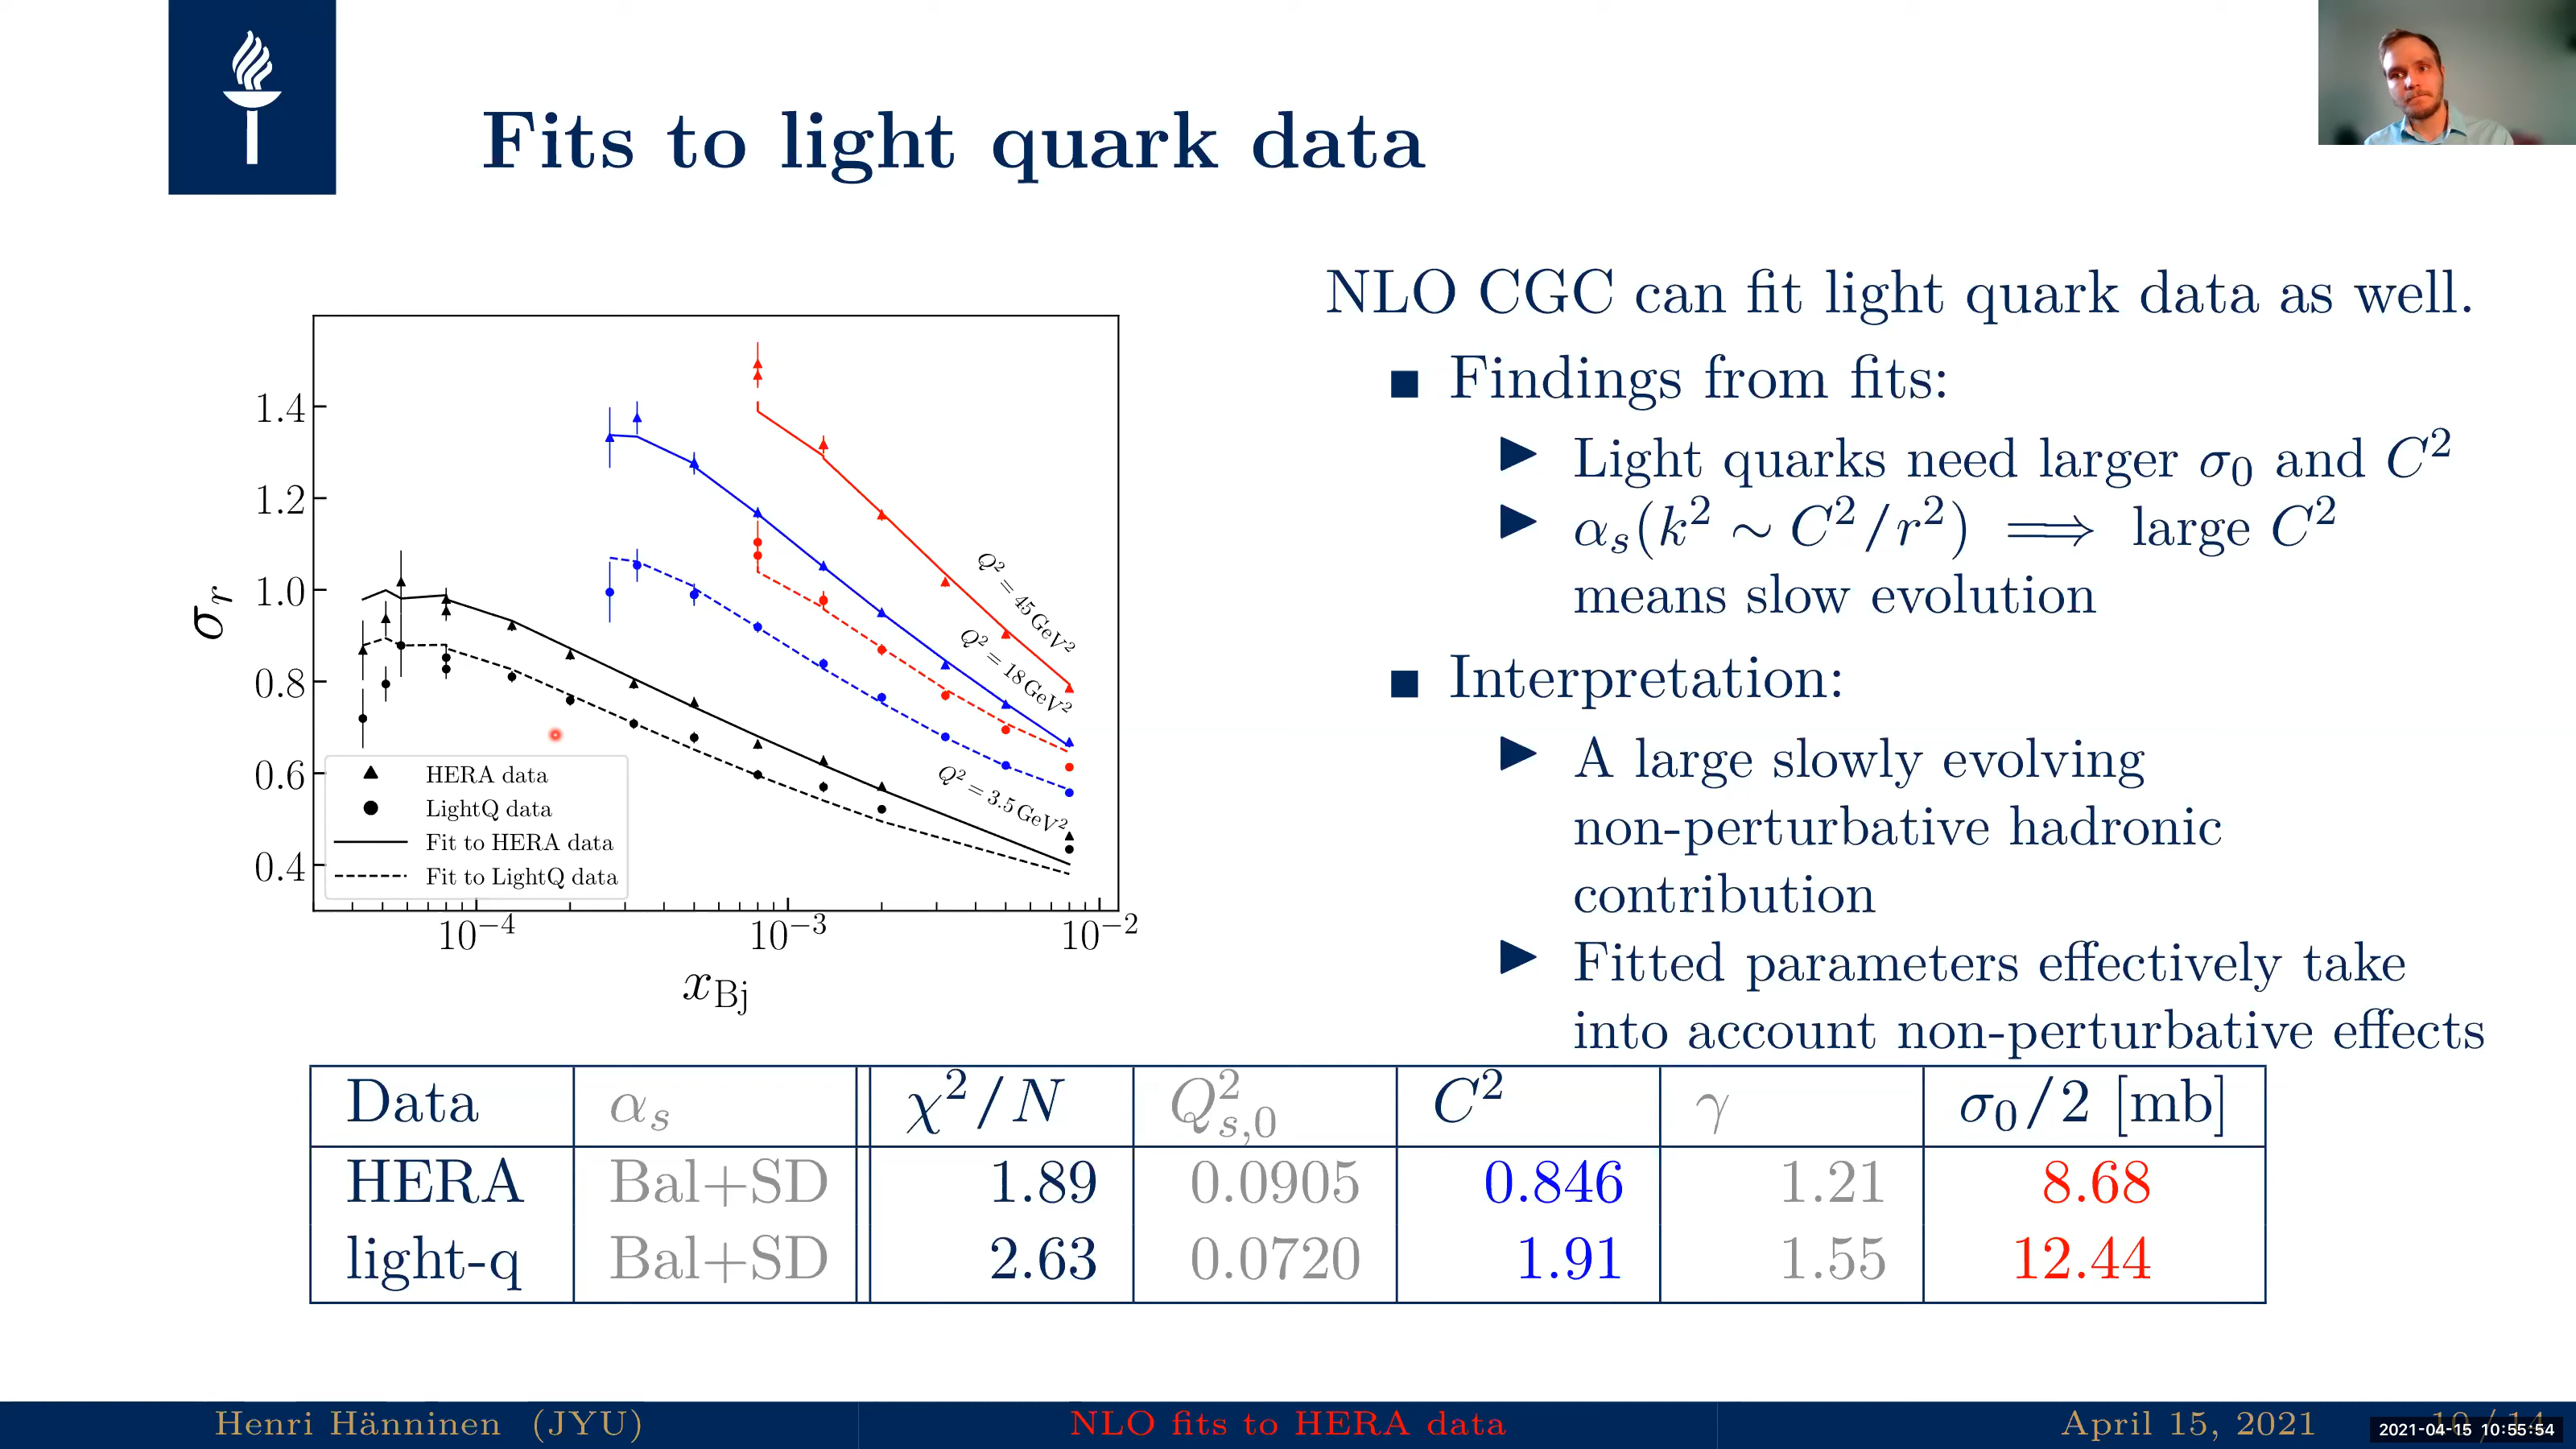 Fits to light quark data
NLO CGC can fit light quark data as well.
■ Findings from fits:
▶ Light quarks need larger σ₀ and C²
▶ αₛ(k² ∼ C²/r²) ⟹ large C²
means slow evolution
■ Interpretation:
▶ A large slowly evolving
non-perturbative hadronic
contribution
▶ Fitted parameters effectively take
into account non-perturbative effects
σᵣ
1.4
1.2
1.0
0.8
0.6
0.4
Q² = 45 GeV²
Q² = 18 GeV²
Q² = 3.5 GeV²
HERA data
LightQ data
Fit to HERA data
Fit to LightQ data
10⁻⁴ 10⁻³ 10⁻²
x_Bj
Data αₛ χ²/N Q²ₛ,₀ C² γ σ₀/2 [mb]
HERA Bal+SD 1.89 0.0905 0.846 1.21 8.68
light-q Bal+SD 2.63 0.0720 1.91 1.55 12.44
Henri Hänninen (JYU) NLO fits to HERA data April 15, 2021
2021-04-15 10:55:54